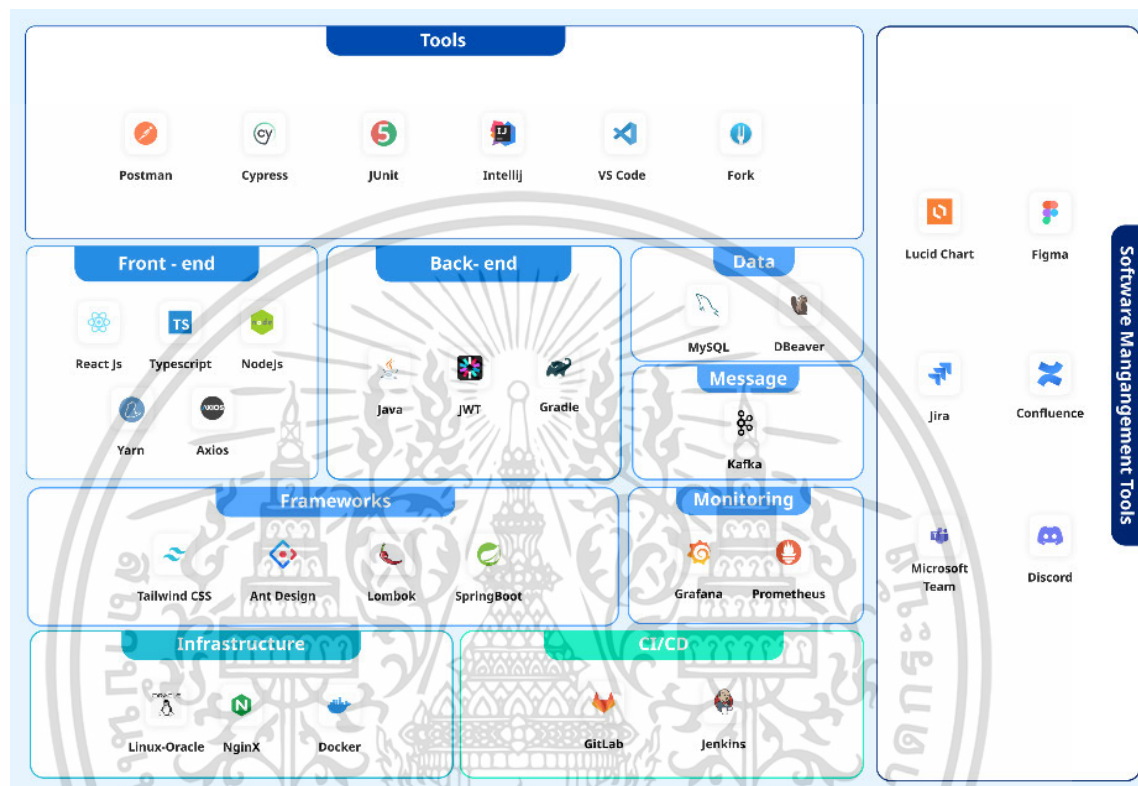 Tools
Postman
Cypress
JUnit
Intellij
VS Code
Fork
Front - end
React Js
Typescript
NodeJs
Yarn
Axios
Back- end
Java
JWT
Gradle
Data
MySQL
DBeaver
Message
Kafka
Frameworks
Tailwind CSS
Ant Design
Lombok
SpringBoot
Monitoring
Grafana
Prometheus
Infrastructure
Linux-Oracle
NginX
Docker
CI/CD
GitLab
Jenkins
Software Mangangement Tools
Lucid Chart
Figma
Jira
Confluence
Microsoft
Team
Discord